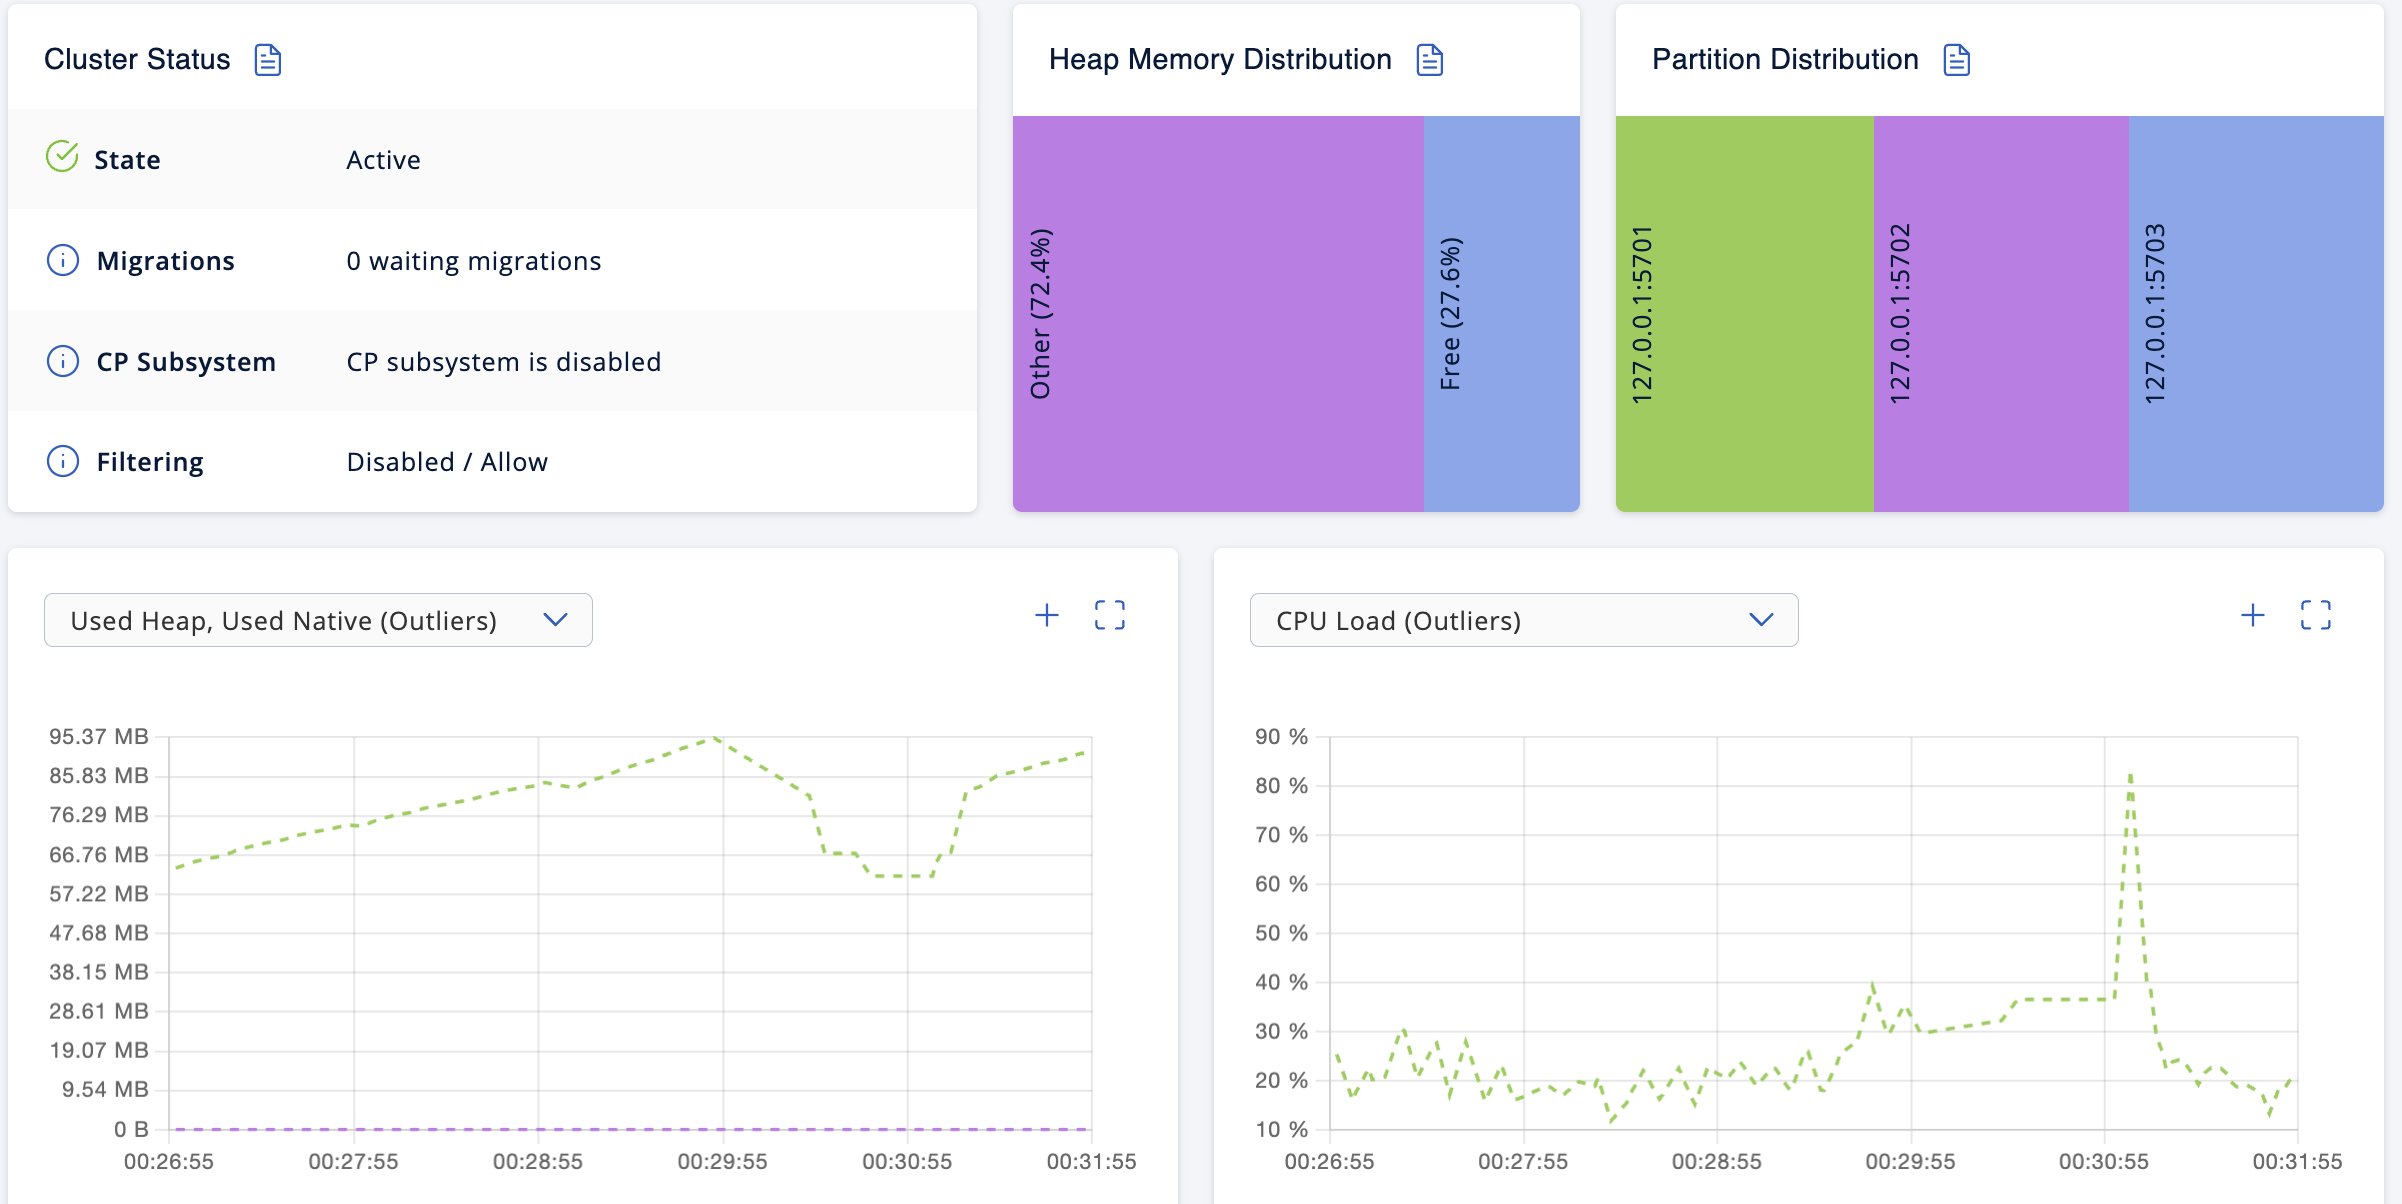 Cluster Status
State Active
Migrations 0 waiting migrations
CP Subsystem CP subsystem is disabled
Filtering Disabled / Allow
Heap Memory Distribution
Other (72.4%)
Free (27.6%)
Partition Distribution
127.0.0.1:5701
127.0.0.1:5702
127.0.0.1:5703
Used Heap, Used Native (Outliers)
95.37 MB
85.83 MB
76.29 MB
66.76 MB
57.22 MB
47.68 MB
38.15 MB
28.61 MB
19.07 MB
9.54 MB
0 B
00:26:55 00:27:55 00:28:55 00:29:55 00:30:55 00:31:55
CPU Load (Outliers)
90 %
80 %
70 %
60 %
50 %
40 %
30 %
20 %
10 %
00:26:55 00:27:55 00:28:55 00:29:55 00:30:55 00:31:55